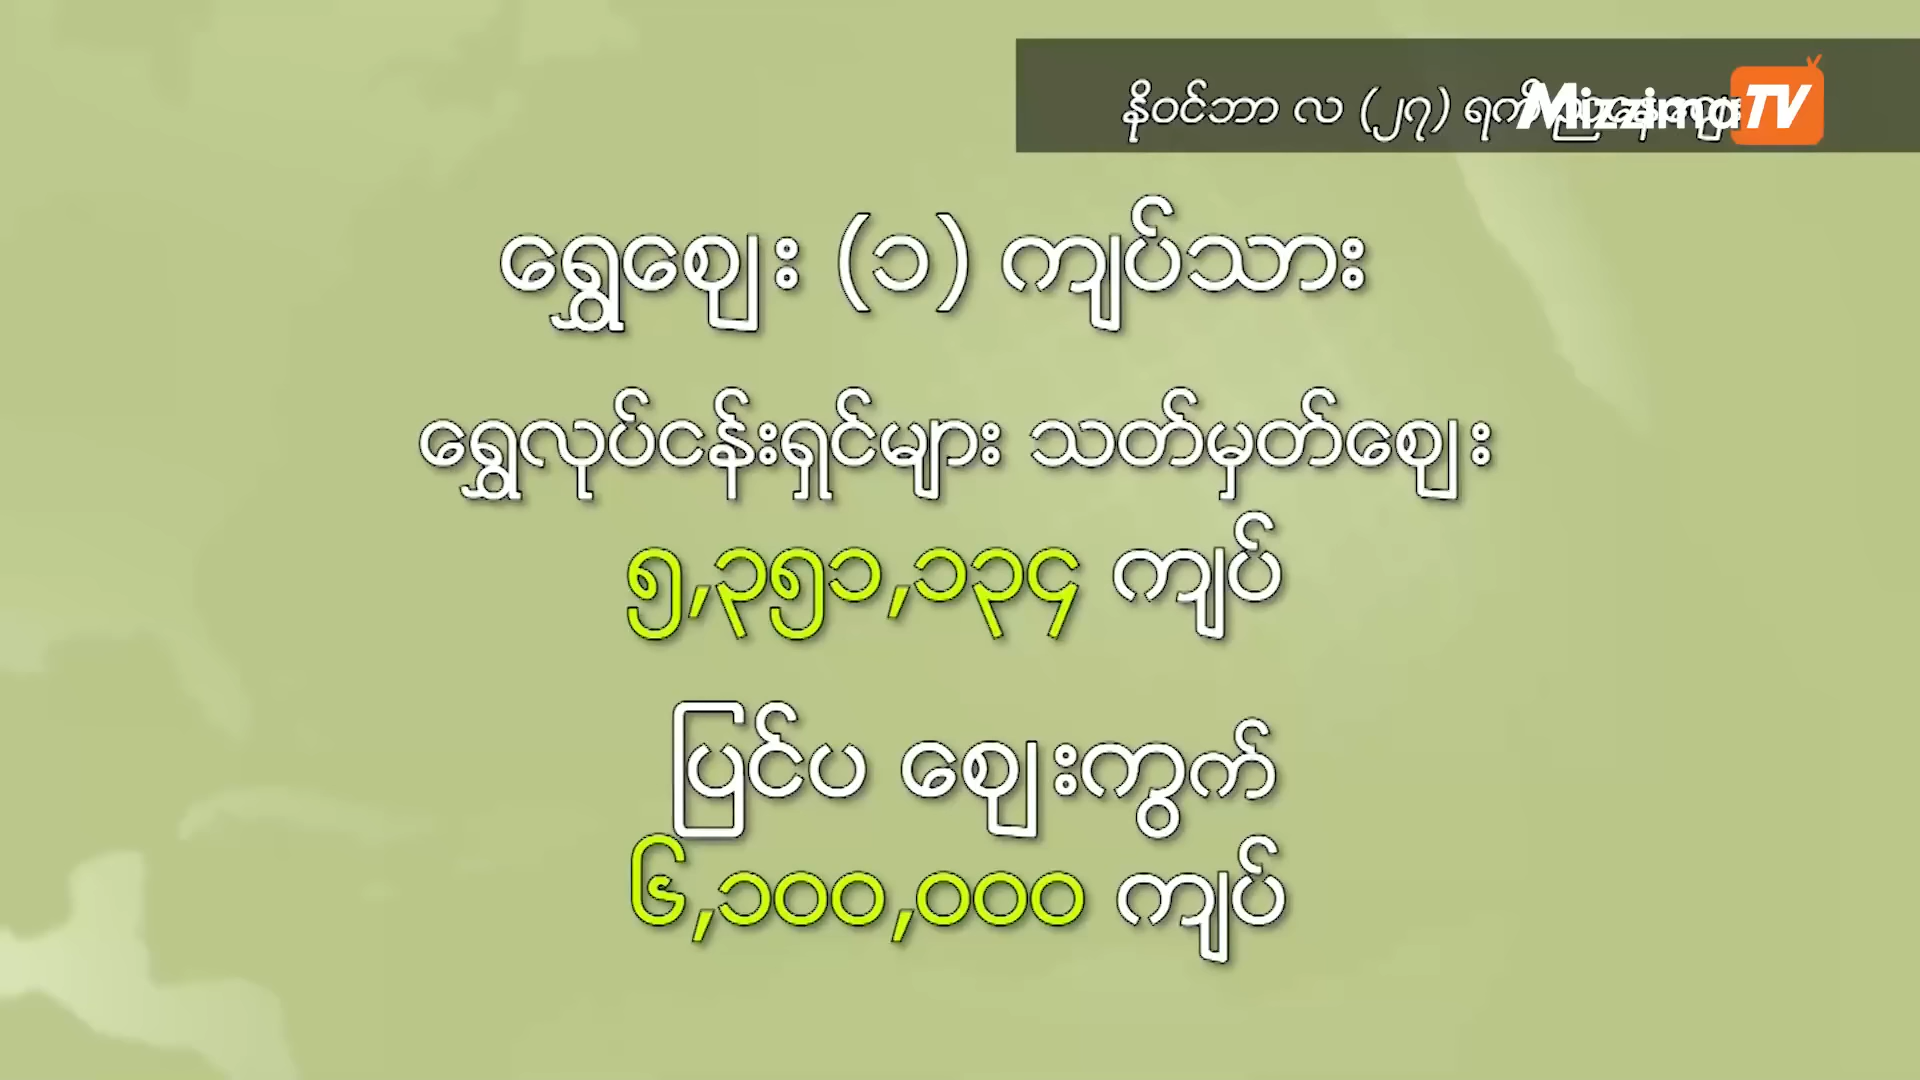 နိုဝင်ဘာ လ (၂၇) ရက်
Mizzima TV
ရွှေဈေး (၁) ကျပ်သား
ရွှေလုပ်ငန်းရှင်များ သတ်မှတ်ဈေး
၅,၃၅၁,၁၃၄ ကျပ်
ပြင်ပ ဈေးကွက်
၆,၁၀၀,၀၀၀ ကျပ်